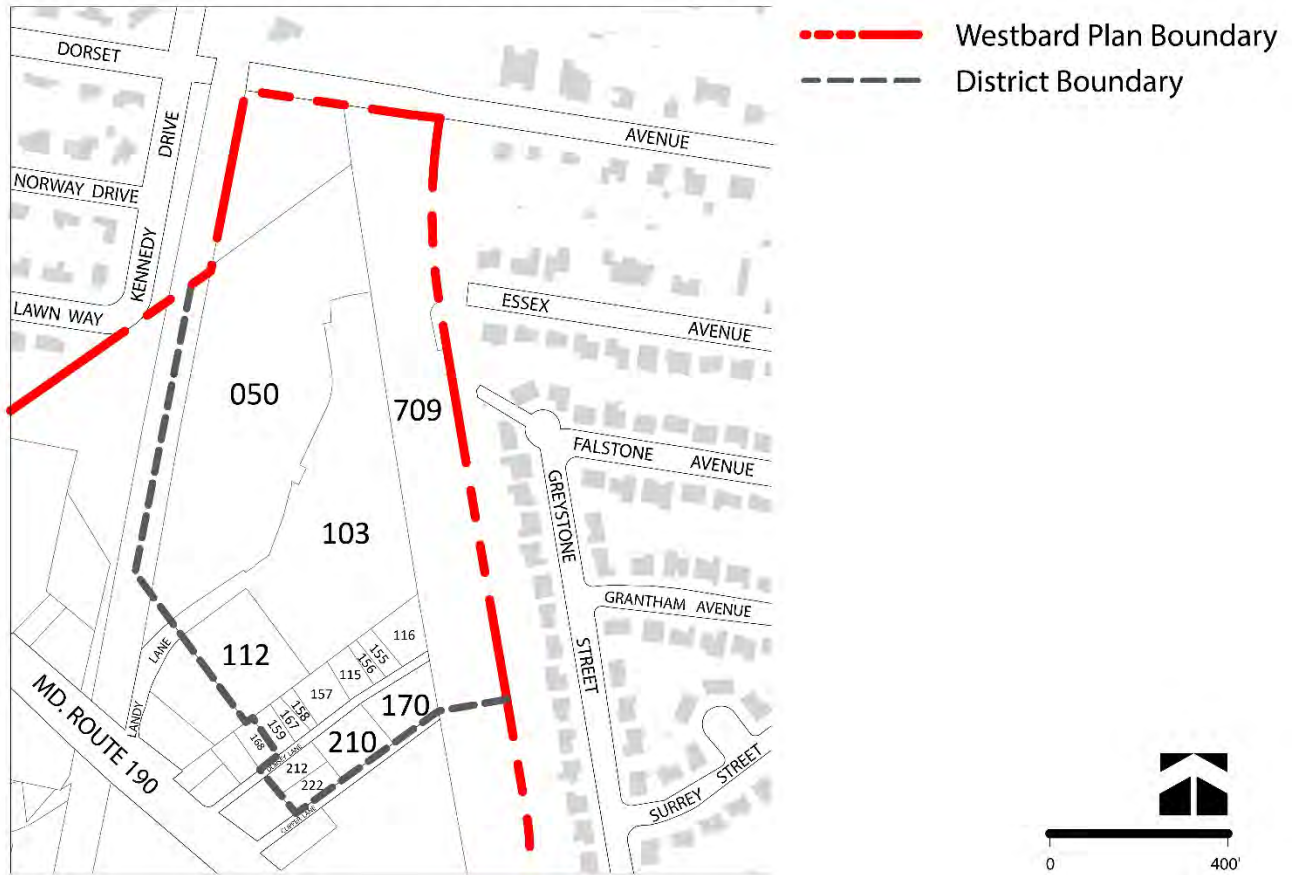 Westbard Plan Boundary
District Boundary
DORSET
AVENUE
KENNEDY DRIVE
NORWAY DRIVE
LAWN WAY
ESSEX AVENUE
050
709
FALSTONE AVENUE
GREYSTONE STREET
103
GRANTHAM AVENUE
112
LANDY LANE
116
155
156
115
157
158
167
159
168
170
210
212
222
CLIPPER LANE
MD. ROUTE 190
SURREY STREET
0 400'